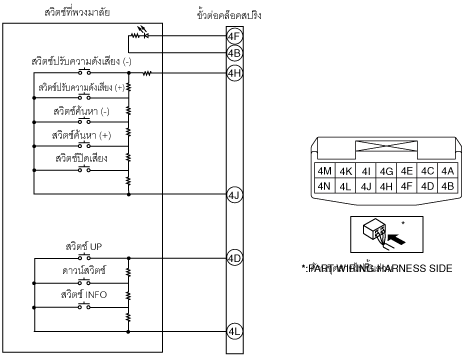 สวิตช์ที่พวงมาลัย
ขั้วต่อคล็อคสปริง
4F
4B
สวิตช์ปรับความดังเสียง (-)
4H
สวิตช์ปรับความดังเสียง (+)
สวิตช์ค้นหา (-)
สวิตช์ค้นหา (+)
สวิตช์ปิดเสียง
4J
สวิตช์ UP
4D
ดาวน์สวิตช์
สวิตช์ INFO
4L
4M 4K 4I 4G 4E 4C 4A
4N 4L 4J 4H 4F 4D 4B
*
*:PART WIRING HARNESS SIDE